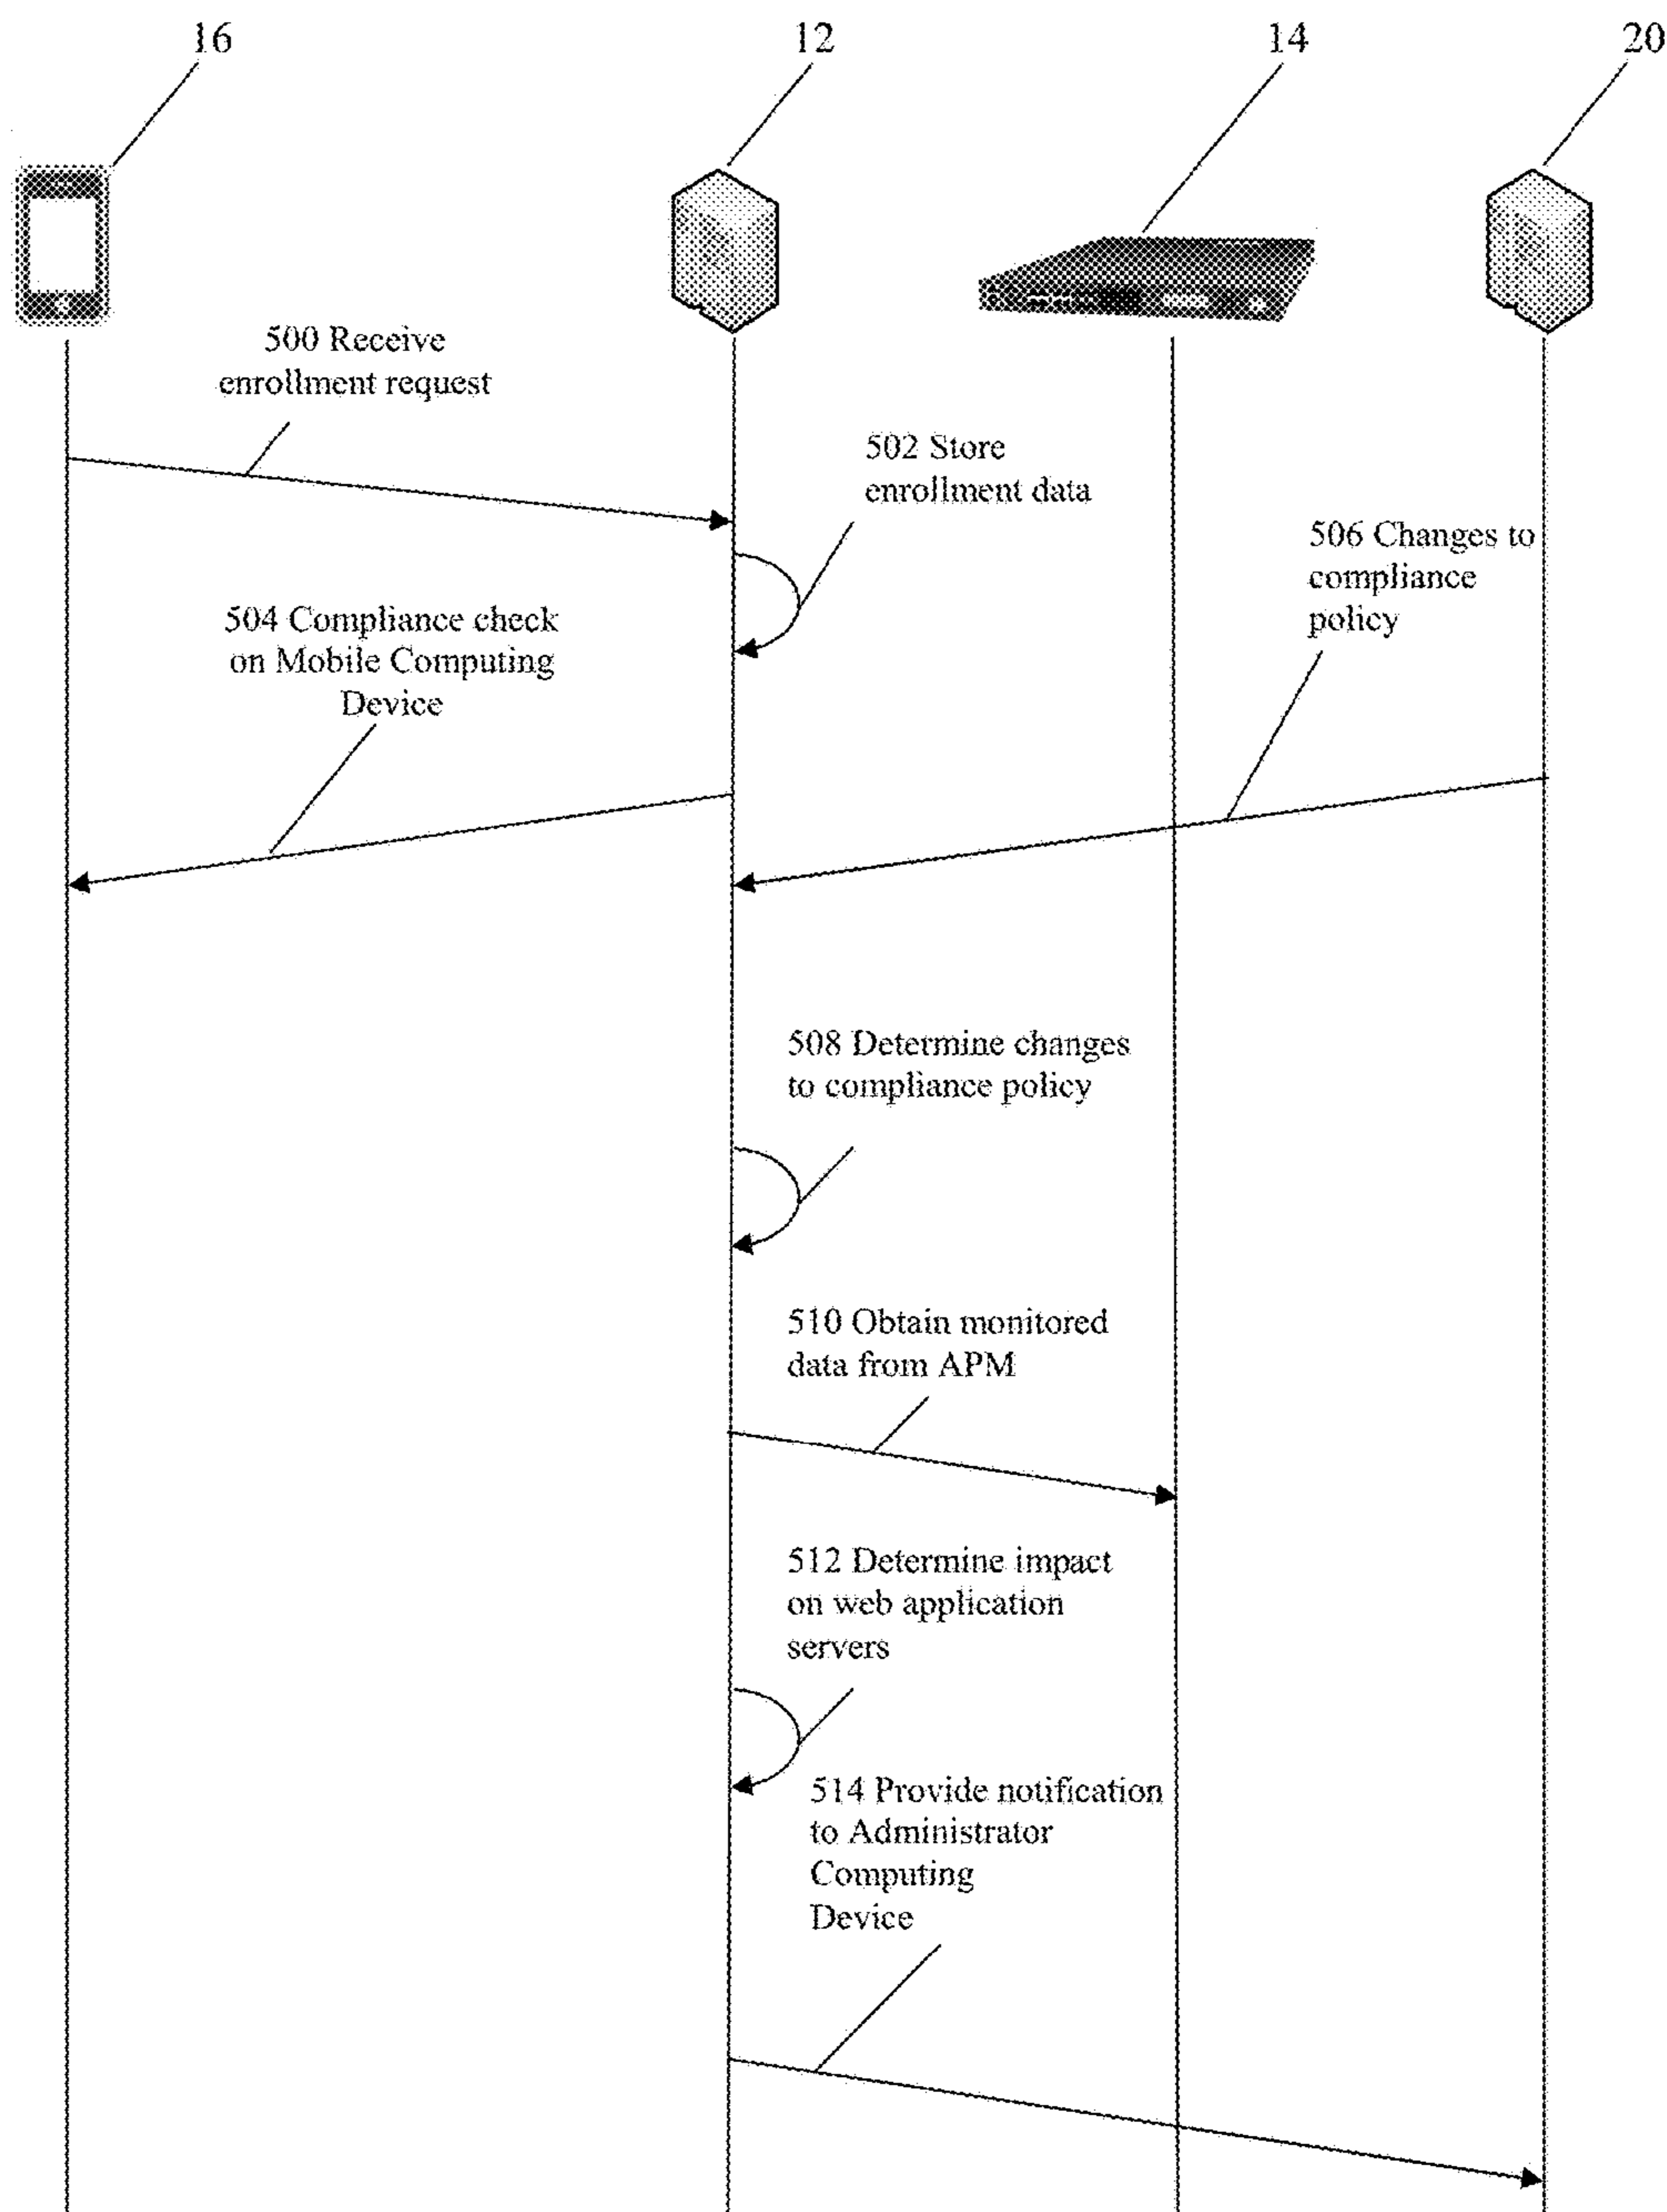 16
12
14
20
500 Receive
enrollment request
502 Store
enrollment data
506 Changes to
compliance
policy
504 Compliance check
on Mobile Computing
Device
508 Determine changes
to compliance policy
510 Obtain monitored
data from APM
512 Determine impact
on web application
servers
514 Provide notification
to Administrator
Computing
Device